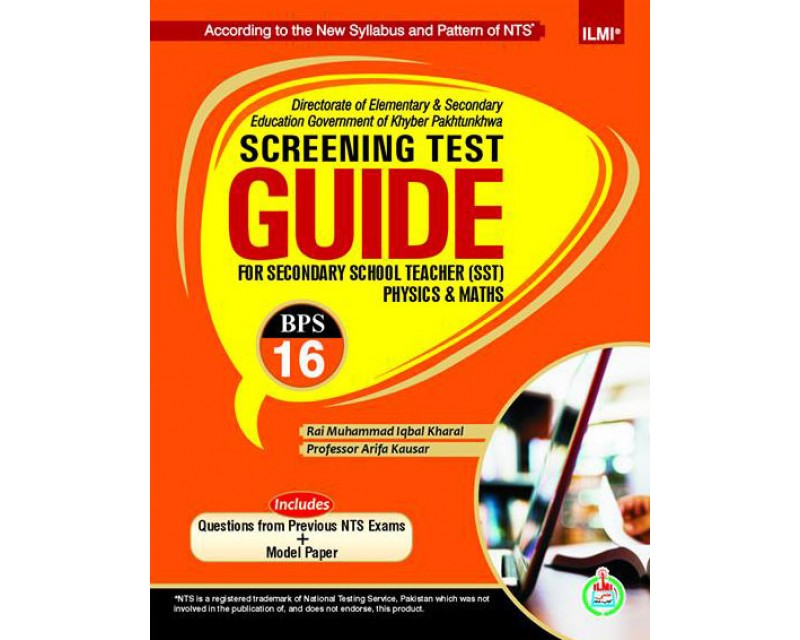 According to the New Syllabus and Pattern of NTS*
ILMI®
Directorate of Elementary & Secondary
Education Government of Khyber Pakhtunkhwa
SCREENING TEST
GUIDE
FOR SECONDARY SCHOOL TEACHER (SST)
PHYSICS & MATHS
BPS
16
Rai Muhammad Iqbal Kharal
Professor Arifa Kausar
Includes
Questions from Previous NTS Exams
+
Model Paper
*NTS is a registered trademark of National Testing Service, Pakistan which was not
involved in the publication of, and does not endorse, this product.
ILMI